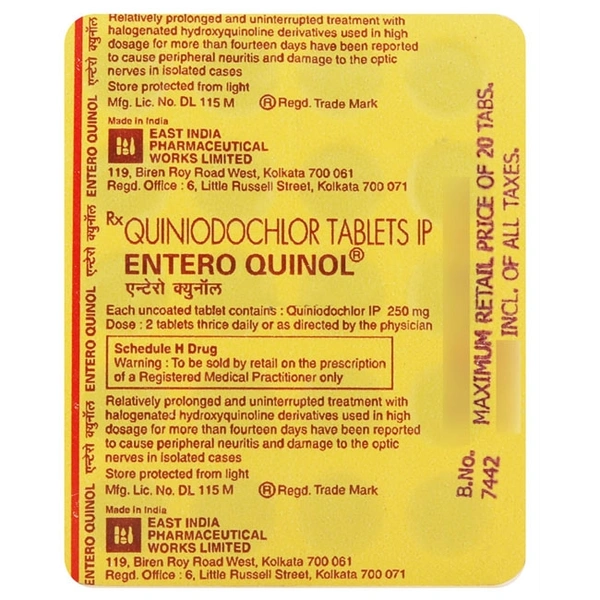 Relatively prolonged and uninterrupted treatment with
halogenated hydroxyquinoline derivatives used in high
dosage for more than fourteen days have been reported
to cause peripheral neuritis and damage to the optic
nerves in isolated cases
Store protected from light
Mfg. Lic. No. DL 115 M ® Regd. Trade Mark
Made in India
EAST INDIA
PHARMACEUTICAL
WORKS LIMITED
119, Biren Roy Road West, Kolkata 700 061
Regd. Office : 6, Little Russell Street, Kolkata 700 071
Rx QUINIODOCHLOR TABLETS IP
ENTERO QUINOL®
एन्टेरो क्युनॉल
Each uncoated tablet contains : Quiniodochlor IP 250 mg
Dose : 2 tablets thrice daily or as directed by the physician
Schedule H Drug
Warning : To be sold by retail on the prescription
of a Registered Medical Practitioner only
Relatively prolonged and uninterrupted treatment with
halogenated hydroxyquinoline derivatives used in high
dosage for more than fourteen days have been reported
to cause peripheral neuritis and damage to the optic
nerves in isolated cases
Store protected from light
Mfg. Lic. No. DL 115 M ® Regd. Trade Mark
Made in India
EAST INDIA
PHARMACEUTICAL
WORKS LIMITED
119, Biren Roy Road West, Kolkata 700 061
Regd. Office : 6, Little Russell Street, Kolkata 700 071
ENTERO QUINOL एन्टेरो क्युनॉल ENTERO QUINOL एन्टेरो क्युनॉल ENTERO QUINOL एन्टेरो क्युनॉल ENTERO QUINOL एन्टेरो क्युनॉल
B.No. MAXIMUM RETAIL PRICE OF 20 TABS.
7442 INCL. OF ALL TAXES.